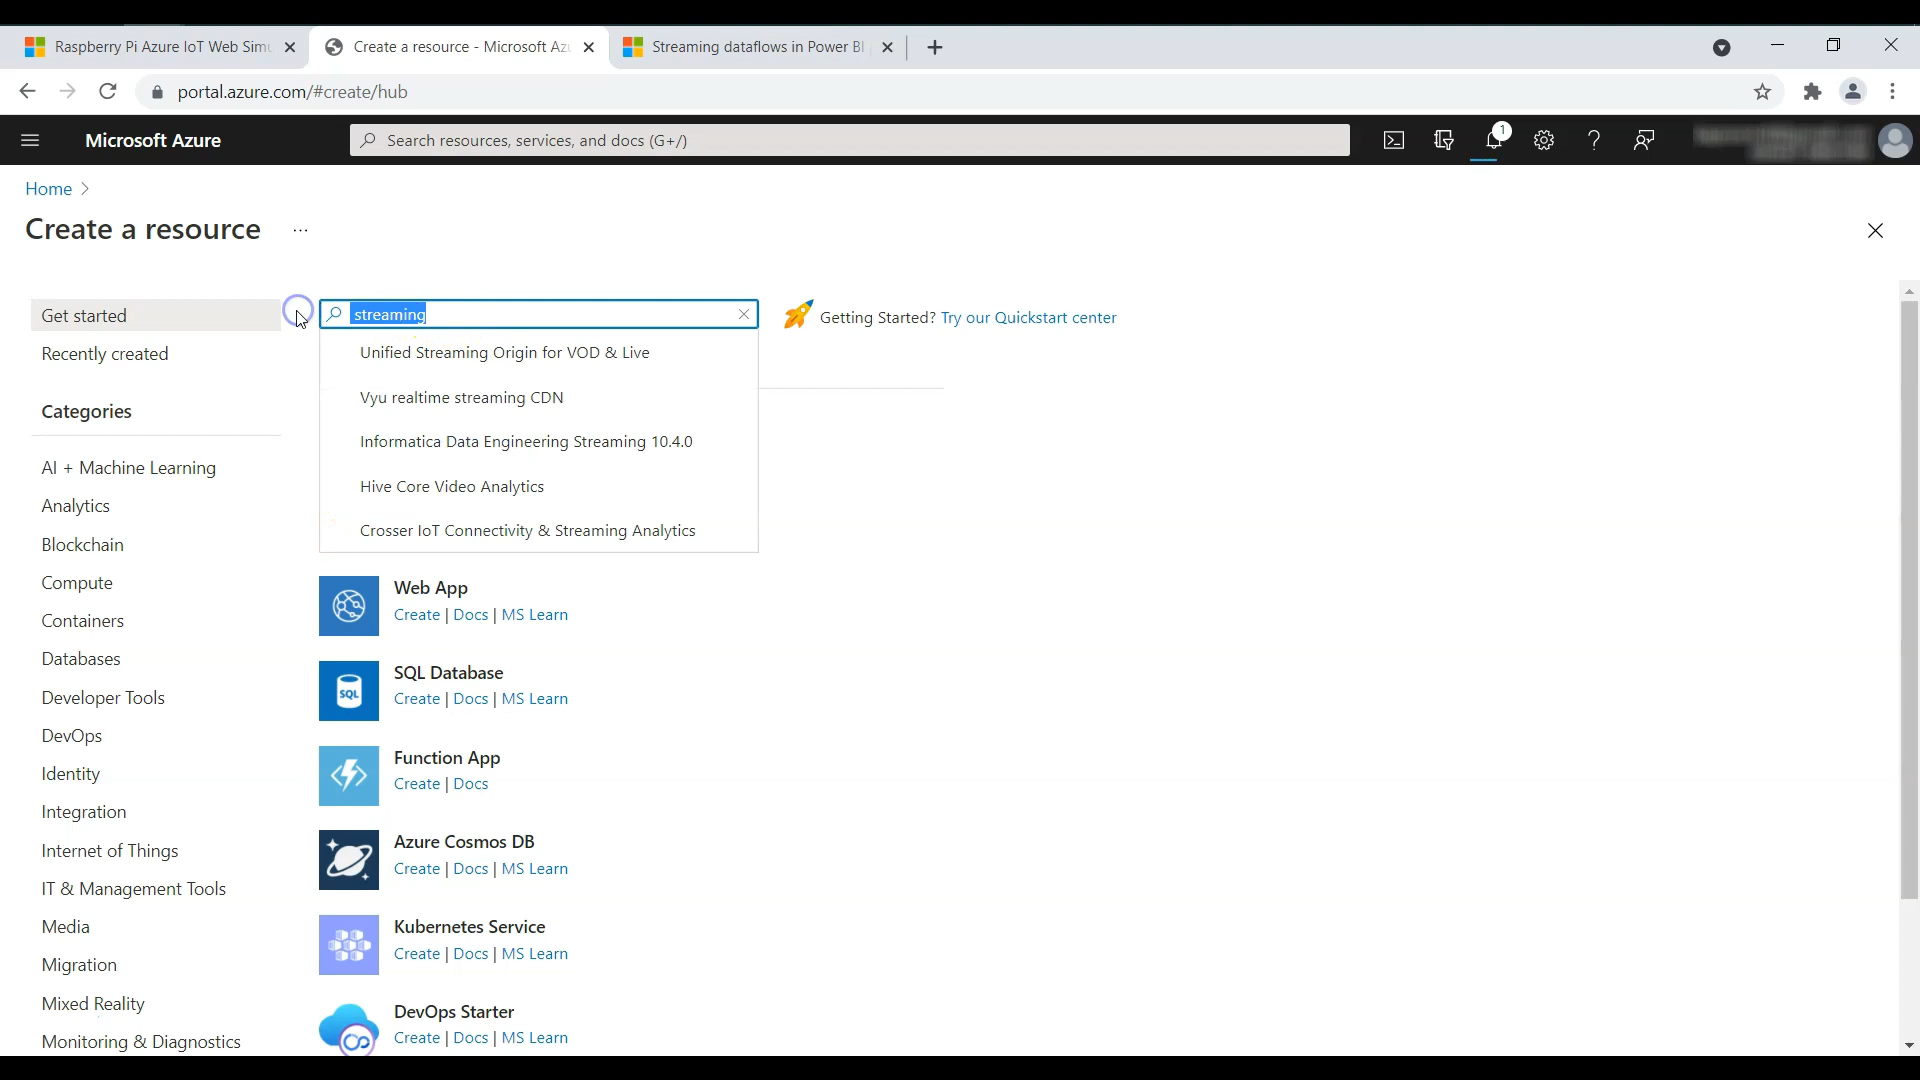 Raspberry Pi Azure IoT Web Simu
Create a resource - Microsoft Azu
Streaming dataflows in Power BI
portal.azure.com/#create/hub
Microsoft Azure
Search resources, services, and docs (G+/)
1
Home
Create a resource
...
Get started
streaming
Getting Started? Try our Quickstart center
Recently created
Unified Streaming Origin for VOD & Live
Vyu realtime streaming CDN
Categories
Informatica Data Engineering Streaming 10.4.0
AI + Machine Learning
Hive Core Video Analytics
Analytics
Crosser IoT Connectivity & Streaming Analytics
Blockchain
Compute
Web App
Create | Docs | MS Learn
Containers
Databases
SQL
SQL Database
Create | Docs | MS Learn
Developer Tools
DevOps
Function App
Create | Docs
Identity
Integration
Azure Cosmos DB
Create | Docs | MS Learn
Internet of Things
IT & Management Tools
Media
Kubernetes Service
Create | Docs | MS Learn
Migration
Mixed Reality
DevOps Starter
Create | Docs | MS Learn
Monitoring & Diagnostics